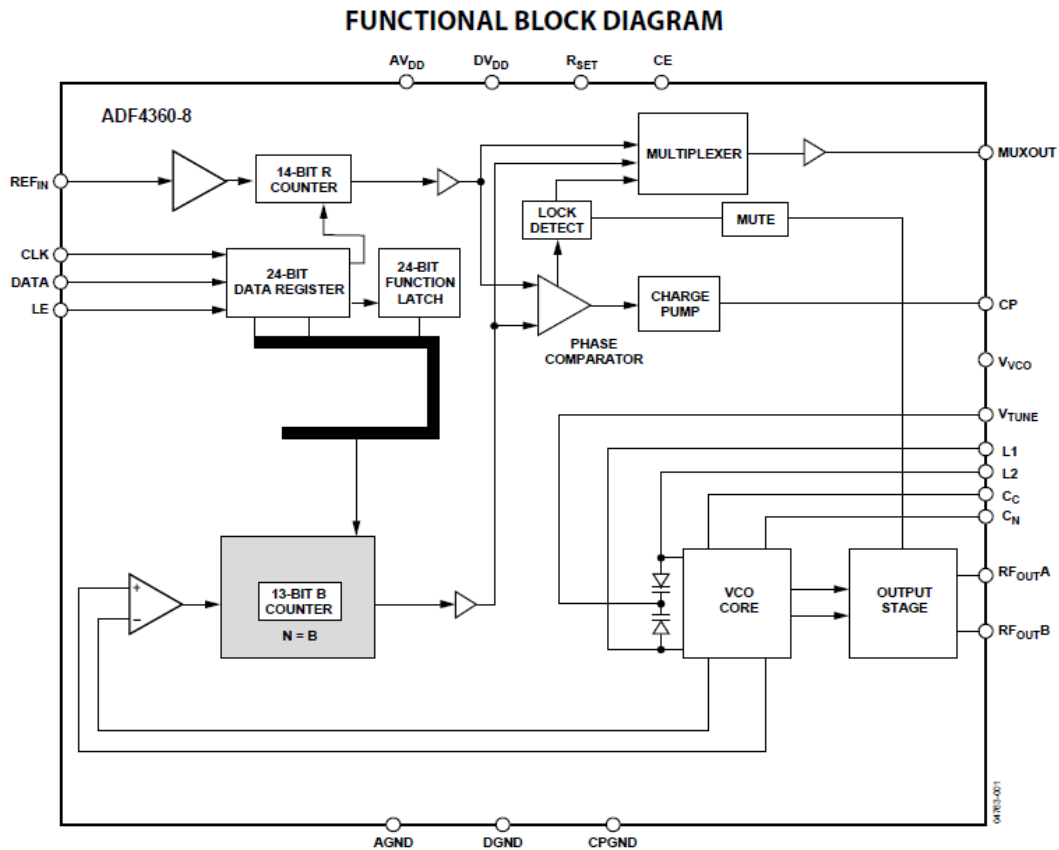 FUNCTIONAL BLOCK DIAGRAM
AVDD
DVDD
RSET
CE
ADF4360-8
MULTIPLEXER
MUXOUT
REFIN
14-BIT R
COUNTER
LOCK
DETECT
MUTE
CLK
DATA
LE
24-BIT
DATA REGISTER
24-BIT
FUNCTION
LATCH
CHARGE
PUMP
CP
PHASE
COMPARATOR
VVCO
VTUNE
L1
L2
CC
CN
+
−
13-BIT B
COUNTER
N = B
VCO
CORE
OUTPUT
STAGE
RFOUTA
RFOUTB
AGND
DGND
CPGND
04763-001